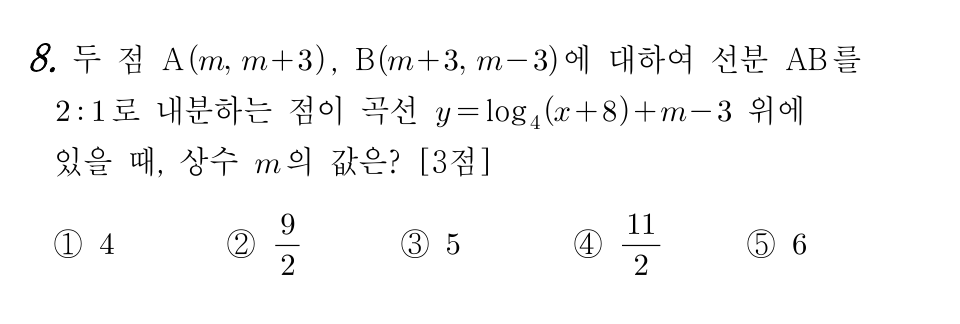 8. 두 점 A(m, m+3), B(m+3, m−3)에 대하여 선분 AB를
2 : 1로 내분하는 점이 곡선 y=log₄(x+8)+m−3 위에
있을 때, 상수 m의 값은? [3점]
① 4 ② 9/2 ③ 5 ④ 11/2 ⑤ 6